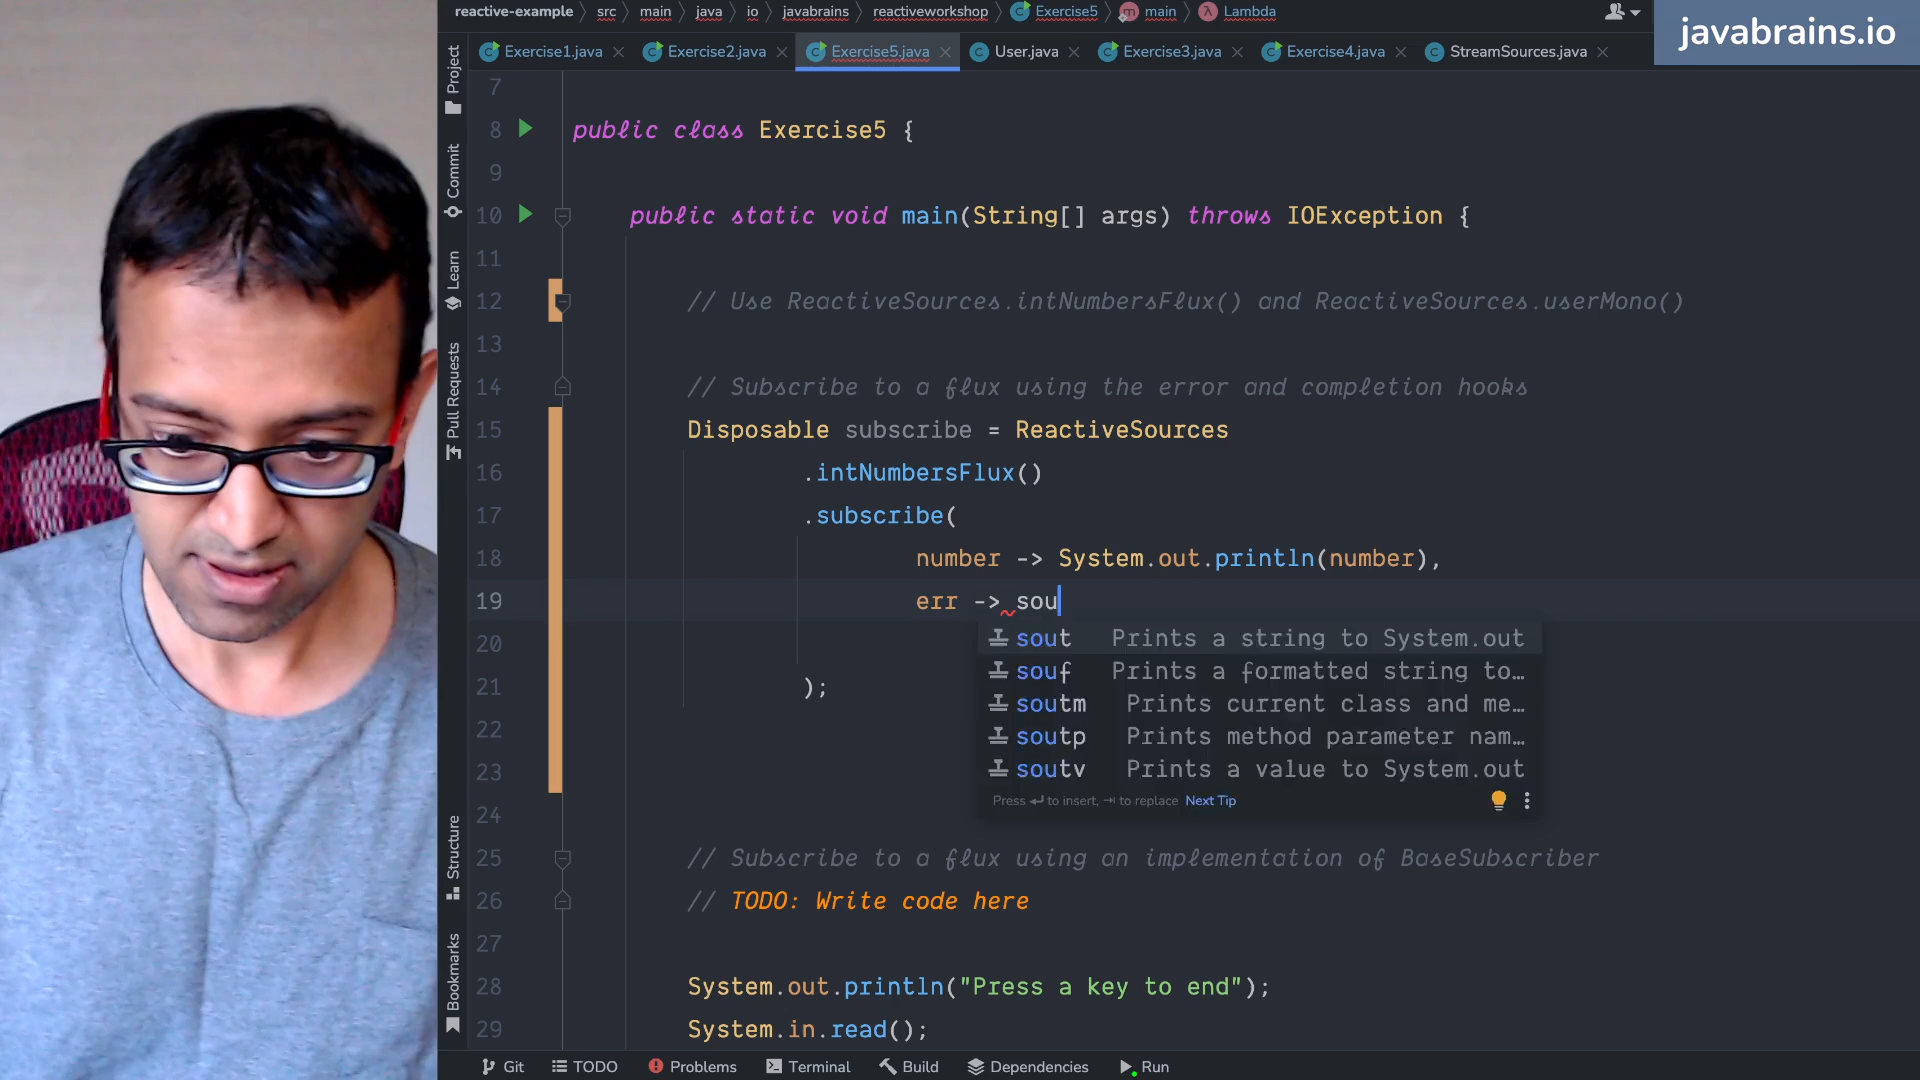 reactive-example src main java io javabrains reactiveworkshop Exercise5 main Lambda
javabrains.io
Exercise1.java Exercise2.java Exercise5.java User.java Exercise3.java Exercise4.java StreamSources.java
Project
Commit
Learn
Pull Requests
Structure
Bookmarks
7
8 public class Exercise5 {
9
10 public static void main(String[] args) throws IOException {
11
12 // Use ReactiveSources.intNumbersFlux() and ReactiveSources.userMono()
13
14 // Subscribe to a flux using the error and completion hooks
15 Disposable subscribe = ReactiveSources
16 .intNumbersFlux()
17 .subscribe(
18 number -> System.out.println(number),
19 err -> sou
20
21 );
22
23
24
25 // Subscribe to a flux using an implementation of BaseSubscriber
26 // TODO: Write code here
27
28 System.out.println("Press a key to end");
29 System.in.read();
sout Prints a string to System.out
souf Prints a formatted string to…
soutm Prints current class and me…
soutp Prints method parameter nam…
soutv Prints a value to System.out
Press ↵ to insert, ⇥ to replace Next Tip
Git TODO Problems Terminal Build Dependencies Run